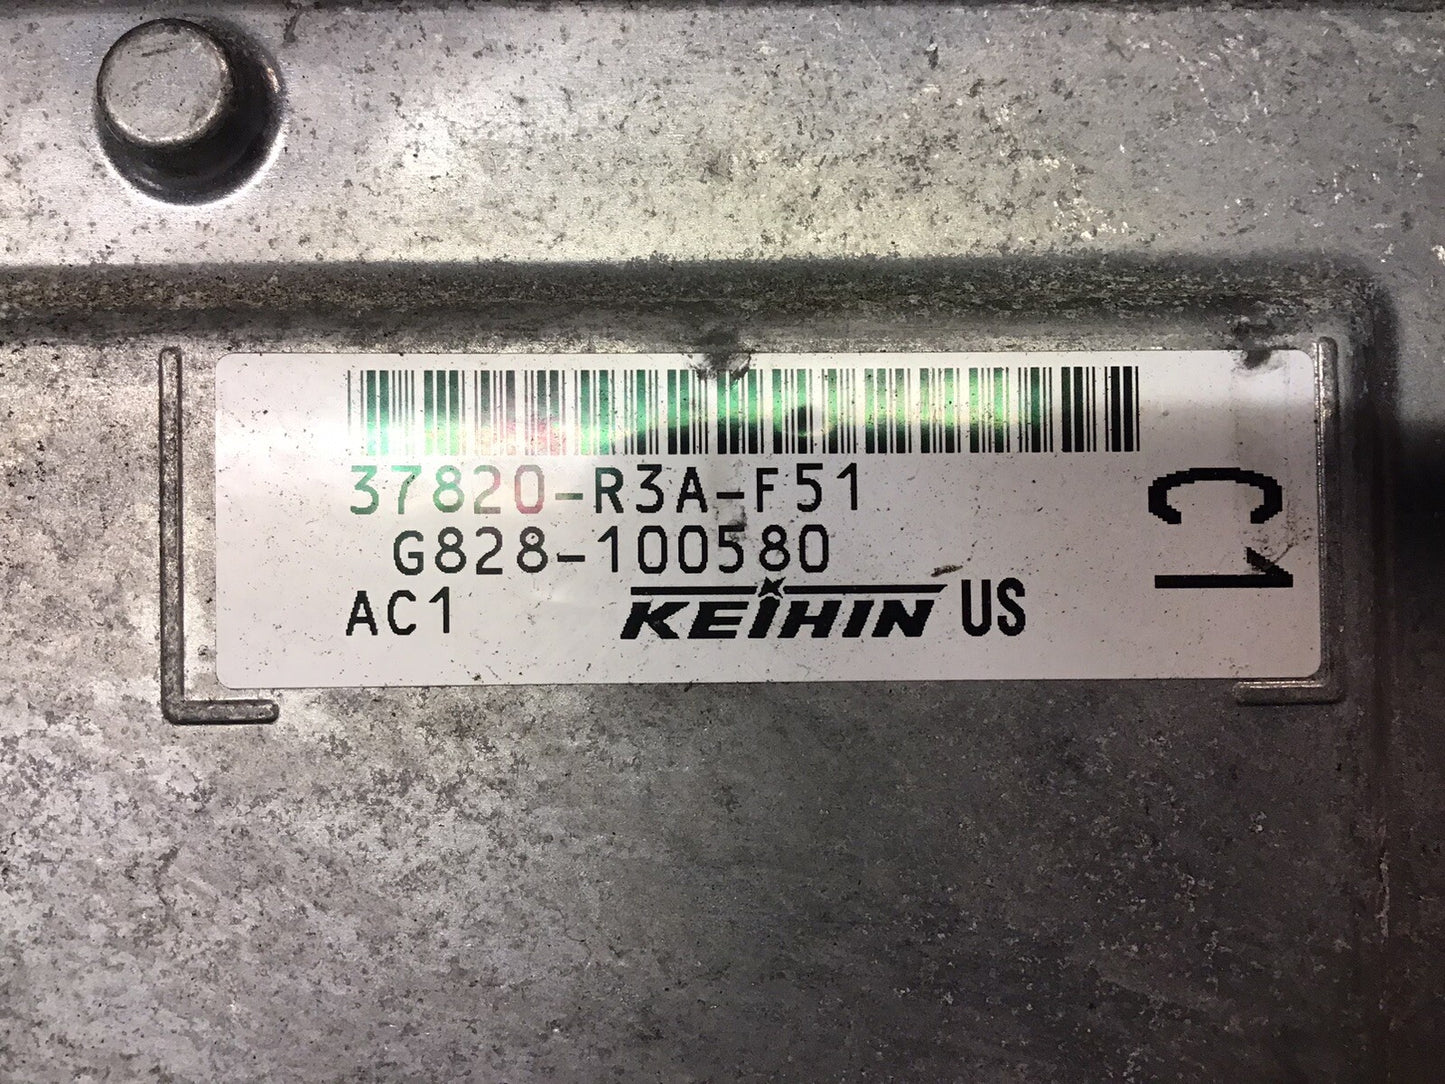 37820-R3A-F51
G828-100580
AC1 KEIHIN US
C1